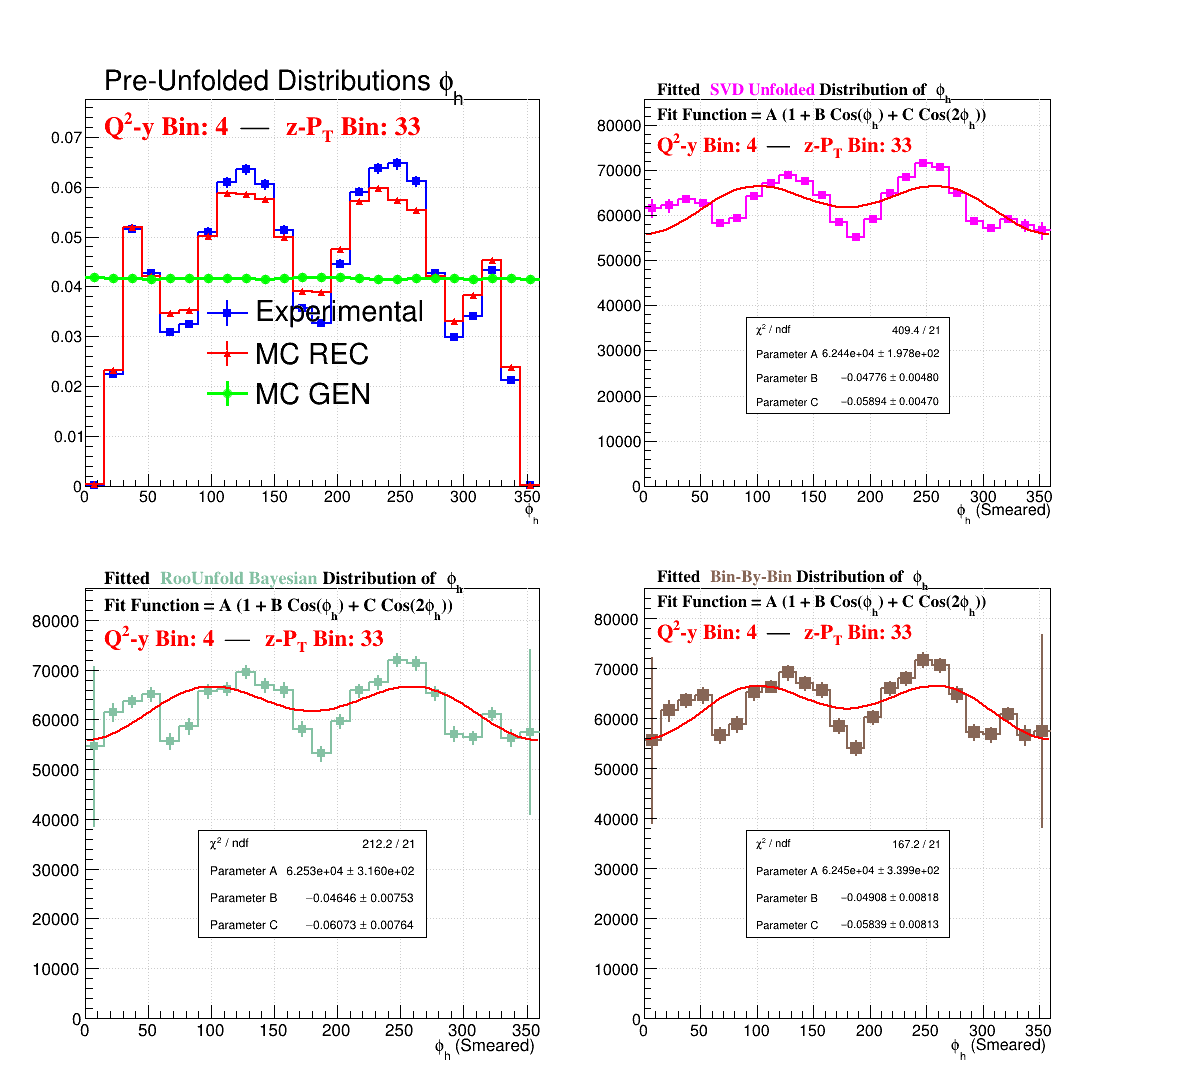 Pre-Unfolded Distributions ϕh
Q²-y Bin: 4 — z-PT Bin: 33
0.07
0.06
0.05
0.04
0.03
0.02
0.01
0
Experimental
MC REC
MC GEN
0 50 100 150 200 250 300 350
ϕh
Fitted SVD Unfolded Distribution of ϕh
Fit Function = A (1 + B Cos(ϕh) + C Cos(2ϕh))
Q²-y Bin: 4 — z-PT Bin: 33
80000
70000
60000
50000
40000
30000
20000
10000
0
χ² / ndf 409.4 / 21
Parameter A 6.244e+04 ± 1.978e+02
Parameter B −0.04776 ± 0.00480
Parameter C −0.05894 ± 0.00470
0 50 100 150 200 250 300 350
ϕh (Smeared)
Fitted RooUnfold Bayesian Distribution of ϕh
Fit Function = A (1 + B Cos(ϕh) + C Cos(2ϕh))
Q²-y Bin: 4 — z-PT Bin: 33
80000
70000
60000
50000
40000
30000
20000
10000
0
χ² / ndf 212.2 / 21
Parameter A 6.253e+04 ± 3.160e+02
Parameter B −0.04646 ± 0.00753
Parameter C −0.06073 ± 0.00764
0 50 100 150 200 250 300 350
ϕh (Smeared)
Fitted Bin-By-Bin Distribution of ϕh
Fit Function = A (1 + B Cos(ϕh) + C Cos(2ϕh))
Q²-y Bin: 4 — z-PT Bin: 33
80000
70000
60000
50000
40000
30000
20000
10000
0
χ² / ndf 167.2 / 21
Parameter A 6.245e+04 ± 3.399e+02
Parameter B −0.04908 ± 0.00818
Parameter C −0.05839 ± 0.00813
0 50 100 150 200 250 300 350
ϕh (Smeared)